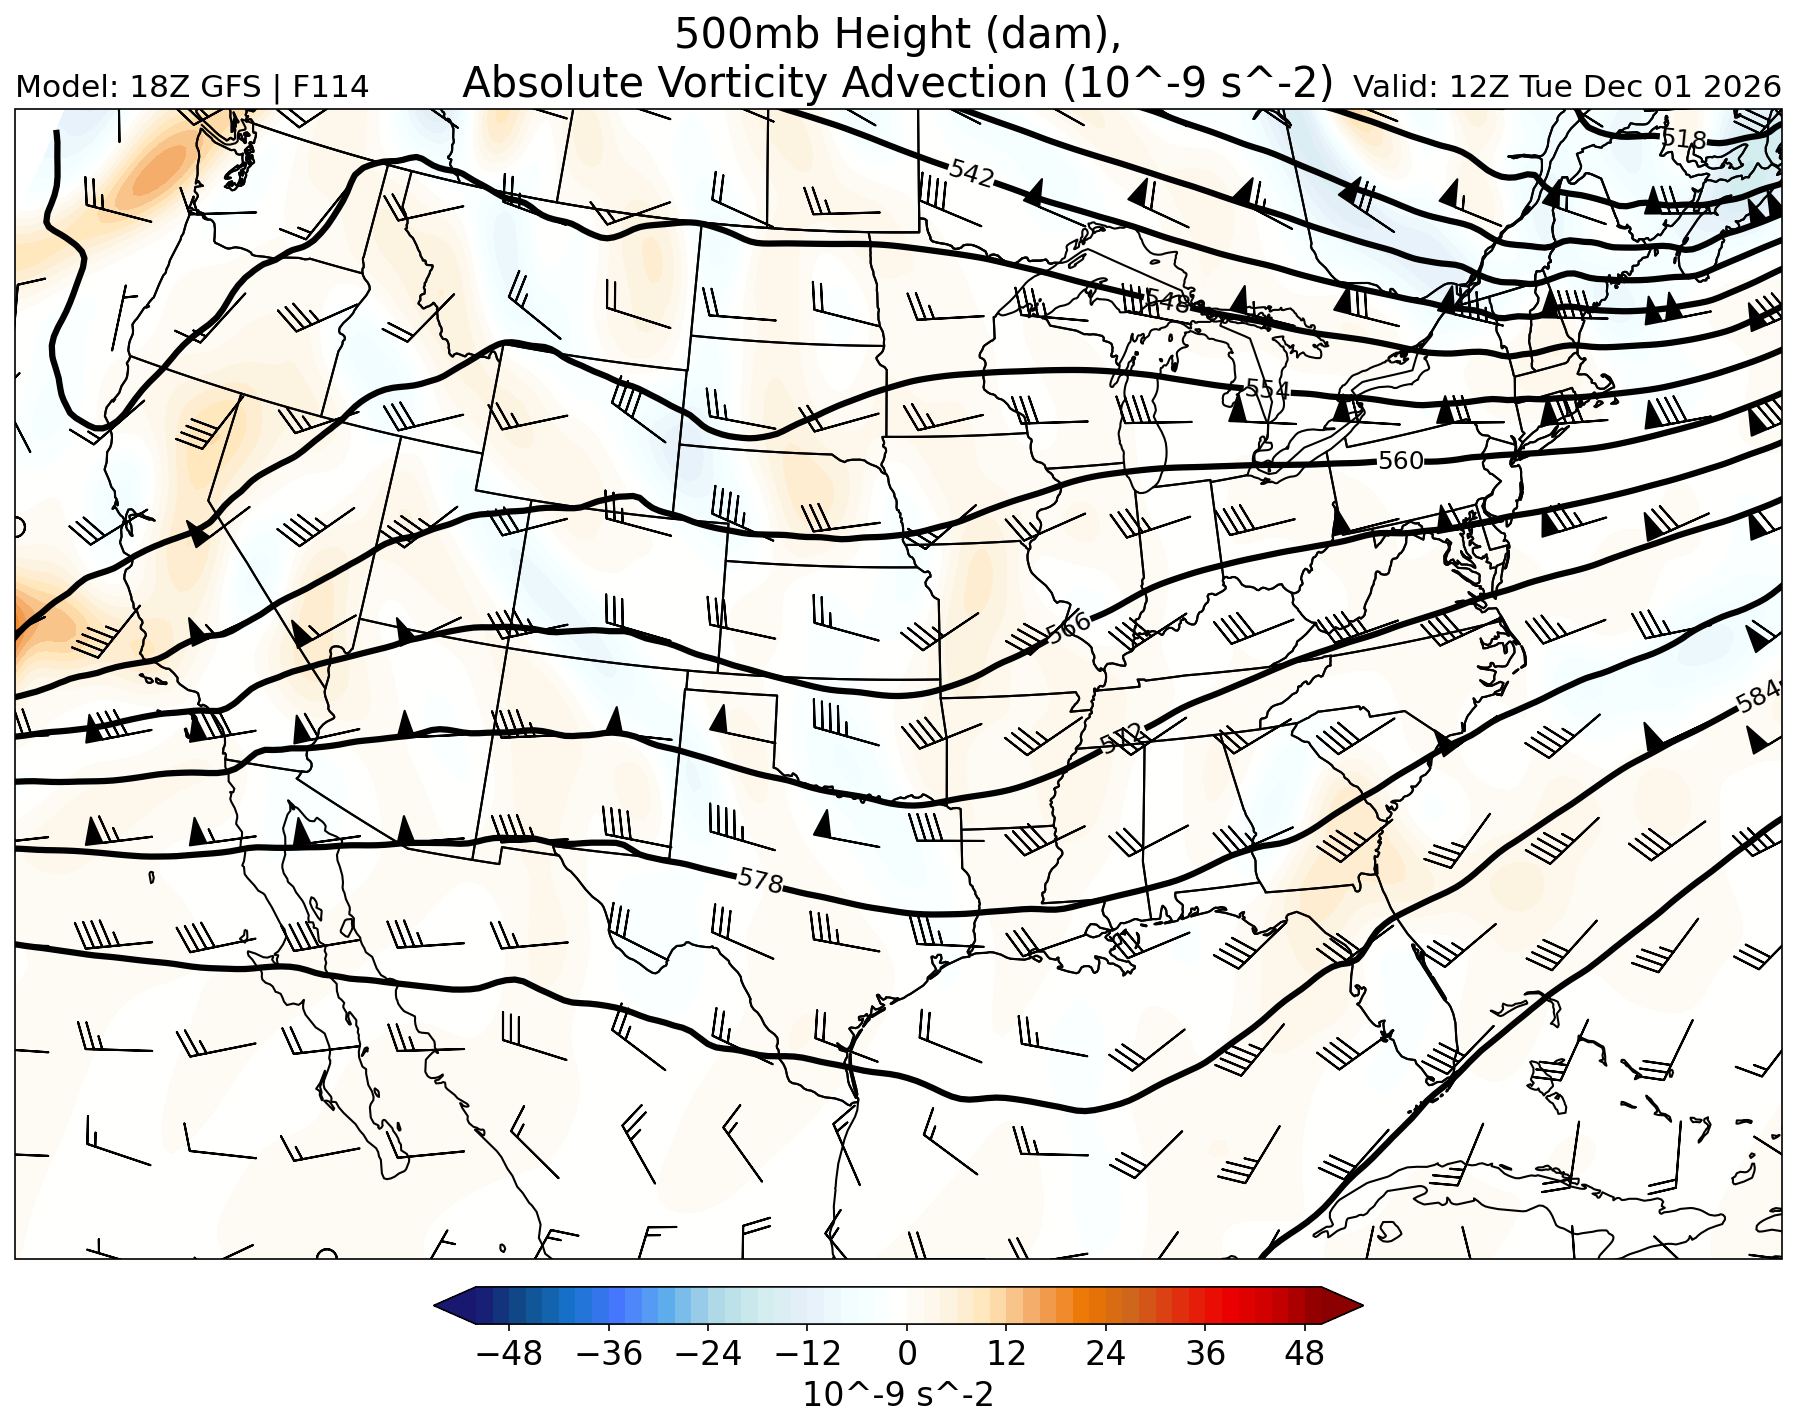 500mb Height (dam),
Model: 18Z GFS | F114
Absolute Vorticity Advection (10^-9 s^-2)
Valid: 12Z Tue Dec 01 2026
518
542
548
554
560
566
572
578
584
−48 −36 −24 −12 0 12 24 36 48
10^-9 s^-2